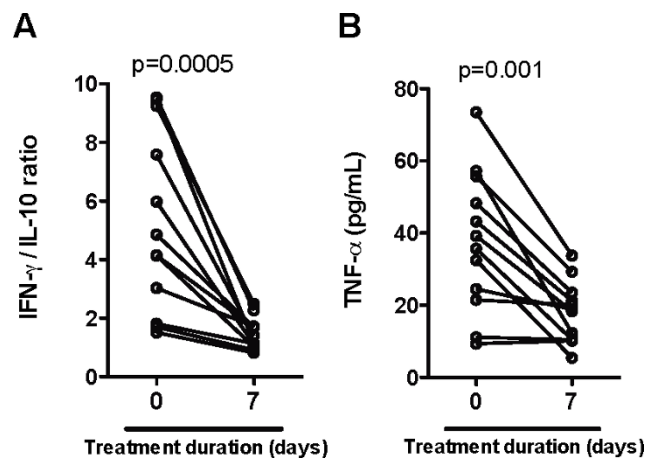 A
p=0.0005
IFN-γ / IL-10 ratio
10
8
6
4
2
0
0 7
Treatment duration (days)
B
p=0.001
TNF-α (pg/mL)
80
60
40
20
0
0 7
Treatment duration (days)